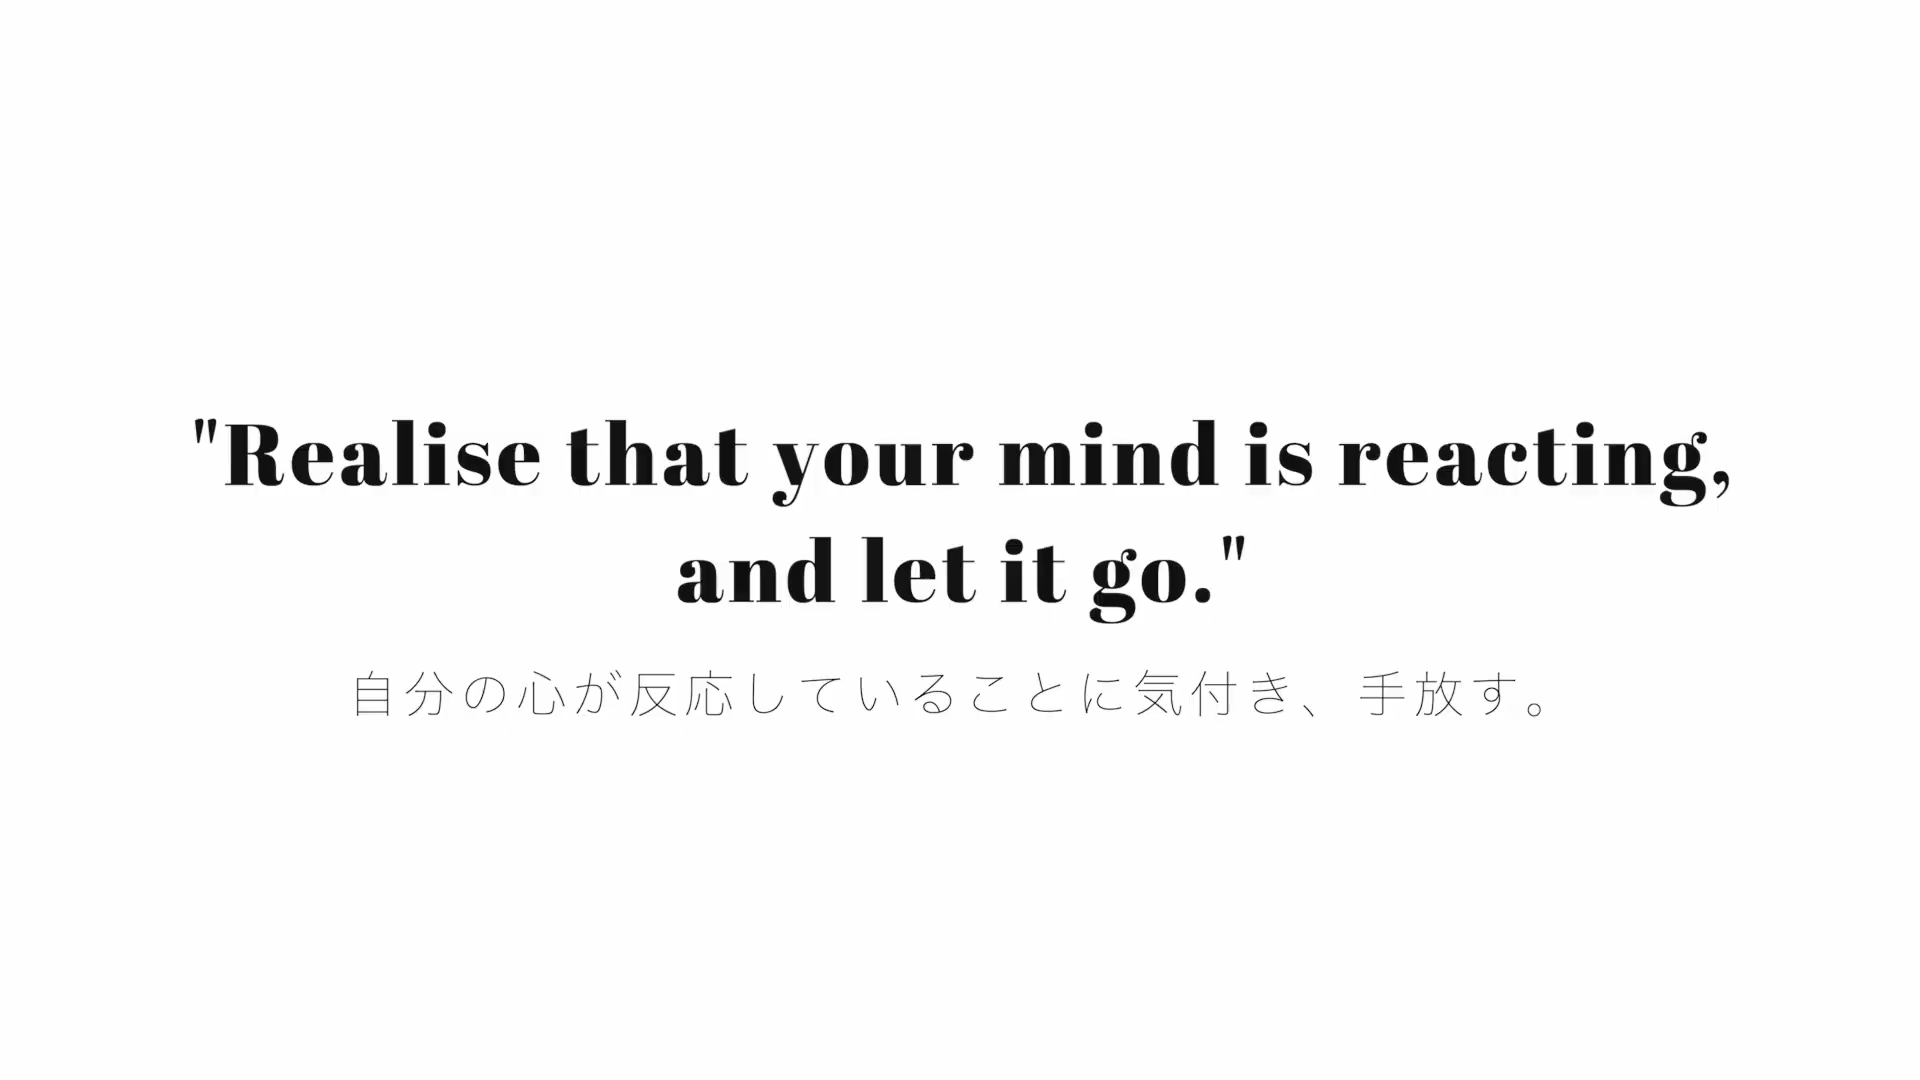 "Realise that your mind is reacting,
and let it go."
自分の心が反応していることに気付き、手放す。